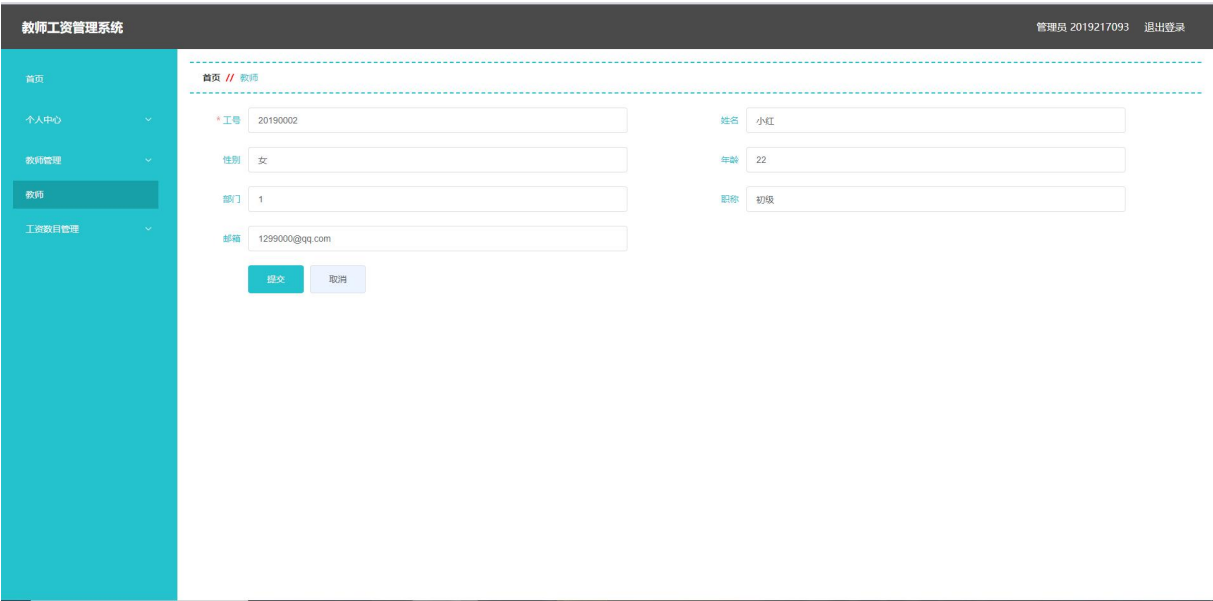 教师工资管理系统 管理员 2019217093 退出登录
首页
个人中心
教师管理
教师
工资数目管理
首页 // 教师
*工号 20190002 姓名 小红
性别 女 年龄 22
部门 1 职称 初级
邮箱 1299000@qq.com
提交 取消